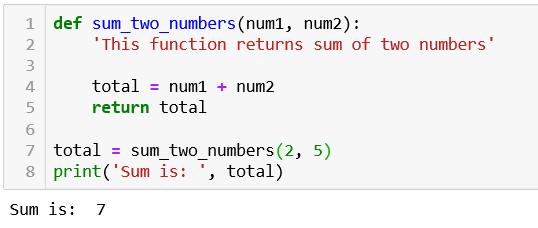 1 def sum_two_numbers(num1, num2):
2     'This function returns sum of two numbers'
3
4     total = num1 + num2
5     return total
6
7 total = sum_two_numbers(2, 5)
8 print('Sum is: ', total)
Sum is:  7